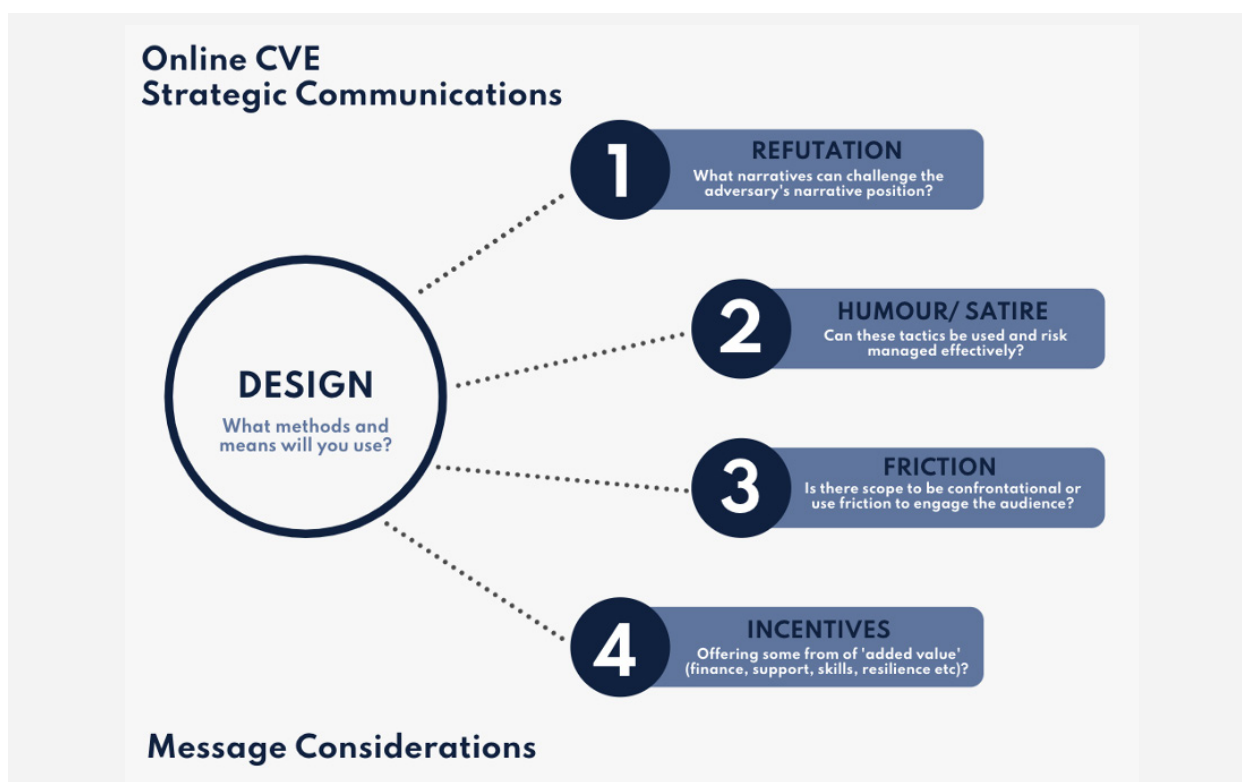 Online CVE
Strategic Communications
1
REFUTATION
What narratives can challenge the
adversary's narrative position?
2
HUMOUR/ SATIRE
Can these tactics be used and risk
managed effectively?
DESIGN
What methods and
means will you use?
3
FRICTION
Is there scope to be confrontational or
use friction to engage the audience?
4
INCENTIVES
Offering some from of 'added value'
(finance, support, skills, resilience etc)?
Message Considerations